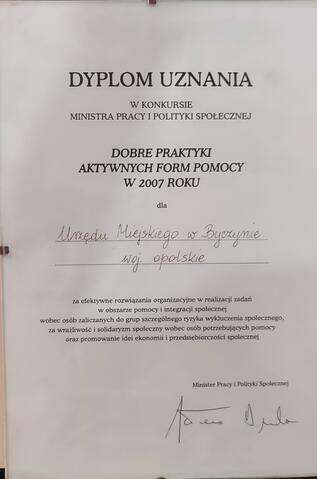 DYPLOM UZNANIA
W KONKURSIE
MINISTRA PRACY I POLITYKI SPOŁECZNEJ
DOBRE PRAKTYKI
AKTYWNYCH FORM POMOCY
W 2007 ROKU
dla
Urzędu Miejskiego w Byczynie
woj. opolskie
za efektywne rozwiązania organizacyjne w realizacji zadań
w obszarze pomocy i integracji społecznej
wobec osób zaliczanych do grup szczególnego ryzyka wykluczenia społecznego,
za wrażliwość i solidaryzm społeczny wobec osób potrzebujących pomocy
oraz promowanie idei ekonomii i przedsiębiorczości społecznej
Minister Pracy i Polityki Społecznej